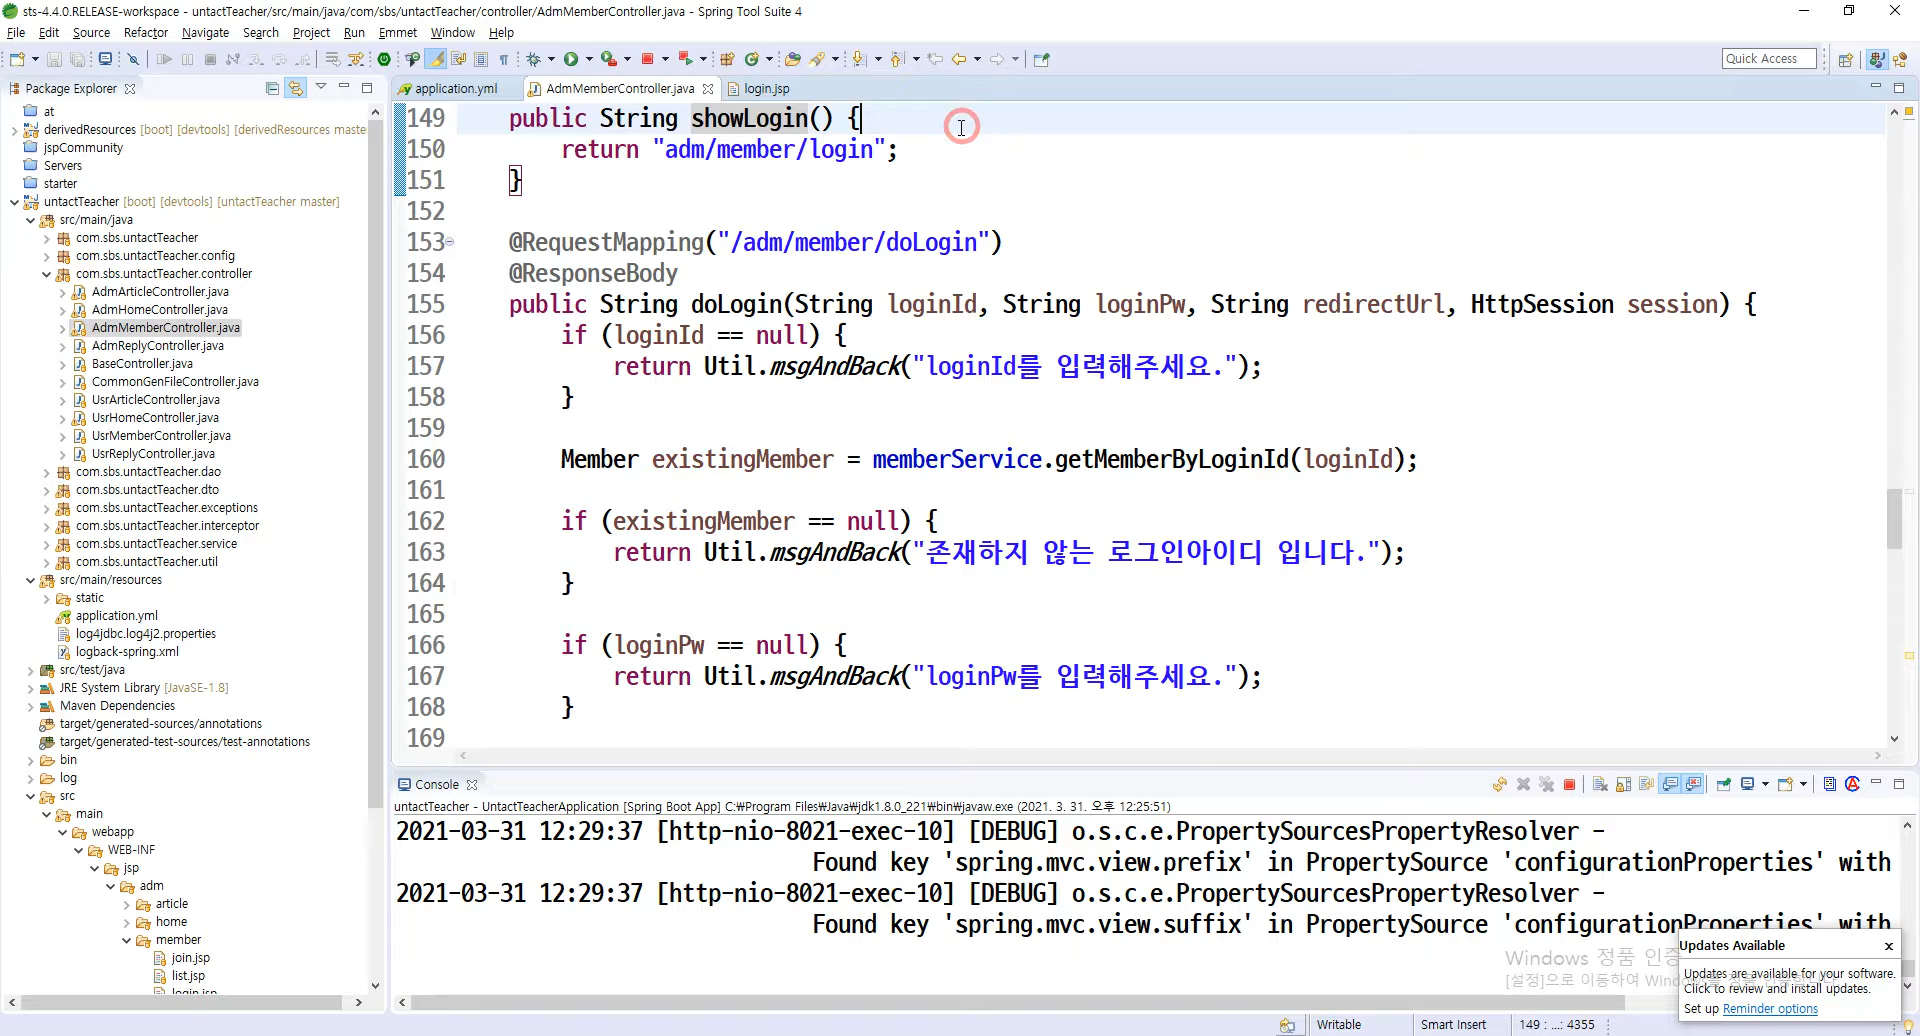 sts-4.4.0.RELEASE-workspace - untactTeacher/src/main/java/com/sbs/untactTeacher/controller/AdmMemberController.java - Spring Tool Suite 4
File Edit Source Refactor Navigate Search Project Run Emmet Window Help
Quick Access
Package Explorer
application.yml
AdmMemberController.java
login.jsp
at
derivedResources [boot] [devtools] [derivedResources maste
jspCommunity
Servers
starter
untactTeacher [boot] [devtools] [untactTeacher master]
src/main/java
com.sbs.untactTeacher
com.sbs.untactTeacher.config
com.sbs.untactTeacher.controller
AdmArticleController.java
AdmHomeController.java
AdmMemberController.java
AdmReplyController.java
BaseController.java
CommonGenFileController.java
UsrArticleController.java
UsrHomeController.java
UsrMemberController.java
UsrReplyController.java
com.sbs.untactTeacher.dao
com.sbs.untactTeacher.dto
com.sbs.untactTeacher.exceptions
com.sbs.untactTeacher.interceptor
com.sbs.untactTeacher.service
com.sbs.untactTeacher.util
src/main/resources
static
application.yml
log4jdbc.log4j2.properties
logback-spring.xml
src/test/java
JRE System Library [JavaSE-1.8]
Maven Dependencies
target/generated-sources/annotations
target/generated-test-sources/test-annotations
bin
log
src
main
webapp
WEB-INF
jsp
adm
article
home
member
join.jsp
list.jsp
login.jsp
149 public String showLogin() {
150 return "adm/member/login";
151 }
152
153 @RequestMapping("/adm/member/doLogin")
154 @ResponseBody
155 public String doLogin(String loginId, String loginPw, String redirectUrl, HttpSession session) {
156 if (loginId == null) {
157 return Util.msgAndBack("loginId를 입력해주세요.");
158 }
159
160 Member existingMember = memberService.getMemberByLoginId(loginId);
161
162 if (existingMember == null) {
163 return Util.msgAndBack("존재하지 않는 로그인아이디 입니다.");
164 }
165
166 if (loginPw == null) {
167 return Util.msgAndBack("loginPw를 입력해주세요.");
168 }
169
Console
untactTeacher - UntactTeacherApplication [Spring Boot App] C:₩Program Files₩Java₩jdk1.8.0_221₩bin₩javaw.exe (2021. 3. 31. 오후 12:25:51)
2021-03-31 12:29:37 [http-nio-8021-exec-10] [DEBUG] o.s.c.e.PropertySourcesPropertyResolver -
Found key 'spring.mvc.view.prefix' in PropertySource 'configurationProperties' with
2021-03-31 12:29:37 [http-nio-8021-exec-10] [DEBUG] o.s.c.e.PropertySourcesPropertyResolver -
Found key 'spring.mvc.view.suffix' in PropertySource 'configurationProperties' with
Windows 정품 인증
[설정]으로 이동하여
Updates Available
Updates are available for your software.
Click to review and install updates.
Set up Reminder options
Writable
Smart Insert
149 : ...: 4355